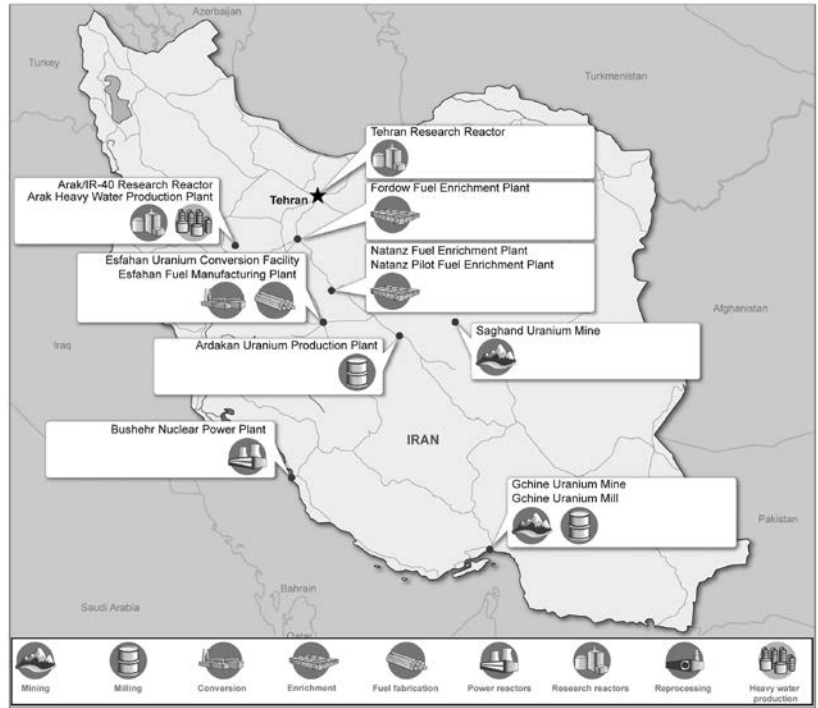 Azerbaijan
Turkey
Turkmenistan
Tehran Research Reactor
Arak/IR-40 Research Reactor
Arak Heavy Water Production Plant
Tehran
Fordow Fuel Enrichment Plant
Esfahan Uranium Conversion Facility
Esfahan Fuel Manufacturing Plant
Natanz Fuel Enrichment Plant
Natanz Pilot Fuel Enrichment Plant
Afghanistan
Iraq
Ardakan Uranium Production Plant
Saghand Uranium Mine
Bushehr Nuclear Power Plant
IRAN
Gchine Uranium Mine
Gchine Uranium Mill
Pakistan
Bahrain
Saudi Arabia
Qatar
Mining
Milling
Conversion
Enrichment
Fuel fabrication
Power reactors
Research reactors
Reprocessing
Heavy water
production